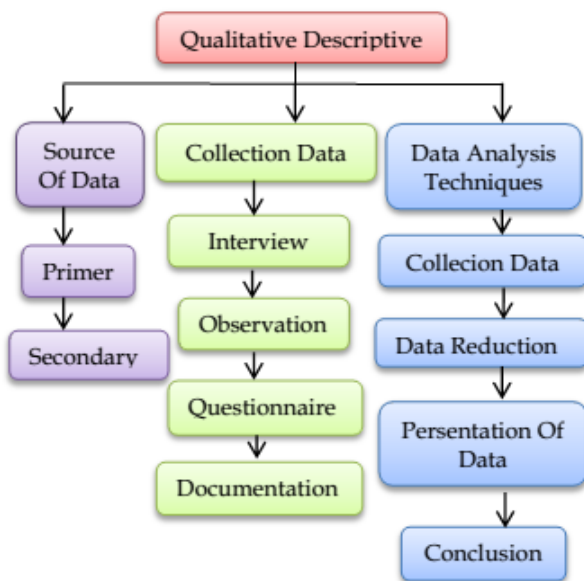 Qualitative Descriptive
Source
Of Data
Primer
Secondary
Collection Data
Interview
Observation
Questionnaire
Documentation
Data Analysis
Techniques
Collecion Data
Data Reduction
Persentation Of
Data
Conclusion